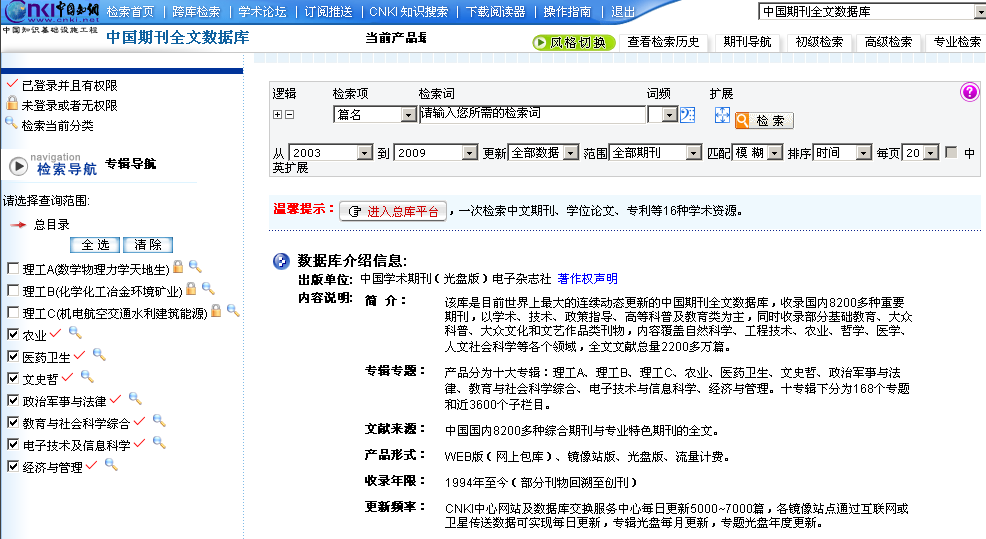 CNKI 中国知网
www.cnki.net
中国知识基础设施工程
检索首页 | 跨库检索 | 学术论坛 | 订阅推送 | CNKI 知识搜索 | 下载阅读器 | 操作指南 | 退出
中国期刊全文数据库
中国期刊全文数据库
当前产品
风格切换 查看检索历史 期刊导航 初级检索 高级检索 专业检索
已登录并且有权限
未登录或者无权限
检索当前分类
navigation
检索导航 专辑导航
请选择查询范围:
总目录
全选 清除
理工A(数学物理力学天地生)
理工B(化学化工冶金环境矿业)
理工C(机电航空交通水利建筑能源)
农业
医药卫生
文史哲
政治军事与法律
教育与社会科学综合
电子技术及信息科学
经济与管理
逻辑 检索项 检索词 词频 扩展
篇名 请输入您所需的检索词 检索
从 2003 到 2009 更新 全部数据 范围 全部期刊 匹配 模糊 排序 时间 每页 20 中
英扩展
温馨提示: 进入总库平台,一次检索中文期刊、学位论文、专利等16种学术资源。
数据库介绍信息:
出版单位: 中国学术期刊(光盘版)电子杂志社 著作权声明
内容说明: 简 介: 该库是目前世界上最大的连续动态更新的中国期刊全文数据库,收录国内8200多种重要
期刊,以学术、技术、政策指导、高等科普及教育类为主,同时收录部分基础教育、大众
科普、大众文化和文艺作品类刊物,内容覆盖自然科学、工程技术、农业、哲学、医学、
人文社会科学等各个领域,全文文献总量2200多万篇。
专辑专题: 产品分为十大专辑:理工A、理工B、理工C、农业、医药卫生、文史哲、政治军事与法
律、教育与社会科学综合、电子技术与信息科学、经济与管理。十专辑下分为168个专题
和近3600个子栏目。
文献来源: 中国国内8200多种综合期刊与专业特色期刊的全文。
产品形式: WEB版(网上包库)、镜像站版、光盘版、流量计费。
收录年限: 1994年至今(部分刊物回溯至创刊)
更新频率: CNKI中心网站及数据库交换服务中心每日更新5000~7000篇,各镜像站点通过互联网或
卫星传送数据可实现每日更新,专辑光盘每月更新,专题光盘年度更新。